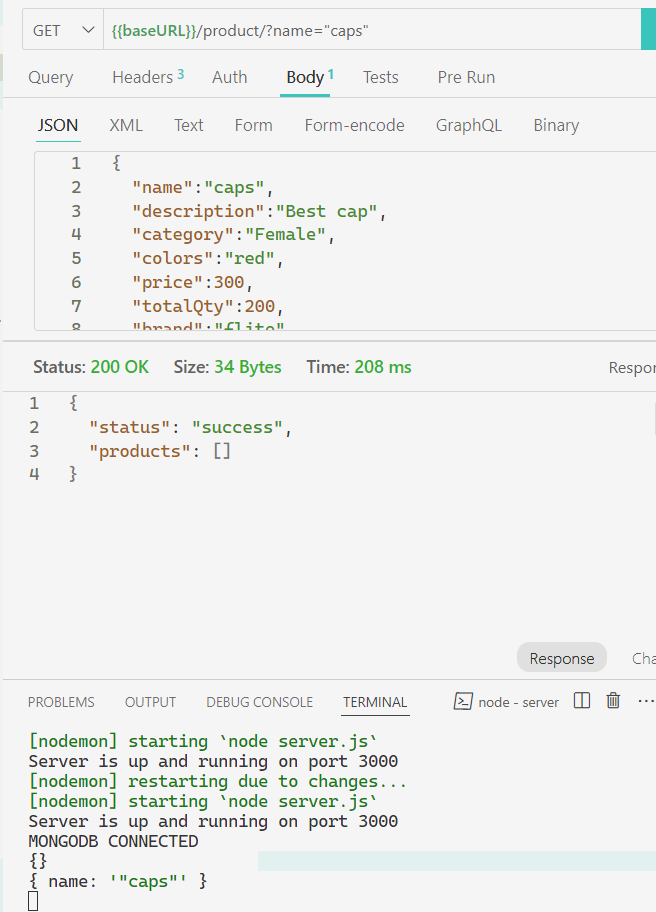 GET {{baseURL}}/product/?name="caps"
Query Headers 3 Auth Body 1 Tests Pre Run
JSON XML Text Form Form-encode GraphQL Binary
1 {
2 "name":"caps",
3 "description":"Best cap",
4 "category":"Female",
5 "colors":"red",
6 "price":300,
7 "totalQty":200,
8 "brand":"flite"
Status: 200 OK Size: 34 Bytes Time: 208 ms Respon
1 {
2 "status": "success",
3 "products": []
4 }
Response Cha
PROBLEMS OUTPUT DEBUG CONSOLE TERMINAL node - server ...
[nodemon] starting `node server.js`
Server is up and running on port 3000
[nodemon] restarting due to changes...
[nodemon] starting `node server.js`
Server is up and running on port 3000
MONGODB CONNECTED
{}
{ name: '"caps"' }